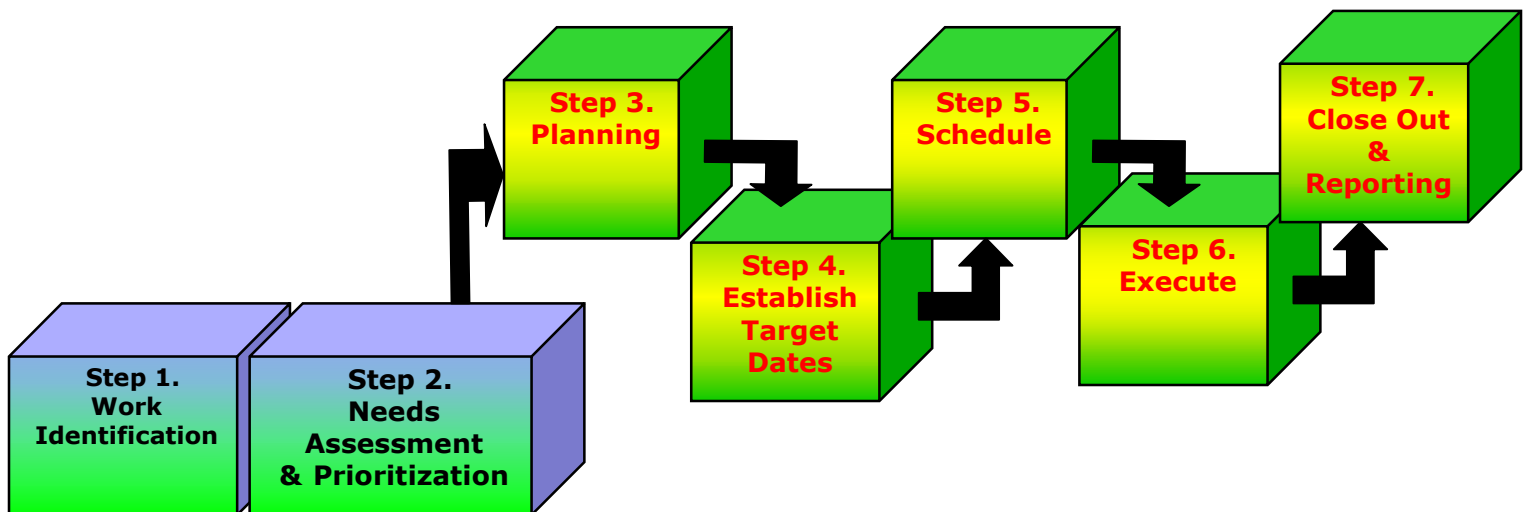 Step 1.
Work
Identification
Step 2.
Needs
Assessment
& Prioritization
Step 3.
Planning
Step 4.
Establish
Target
Dates
Step 5.
Schedule
Step 6.
Execute
Step 7.
Close Out
&
Reporting